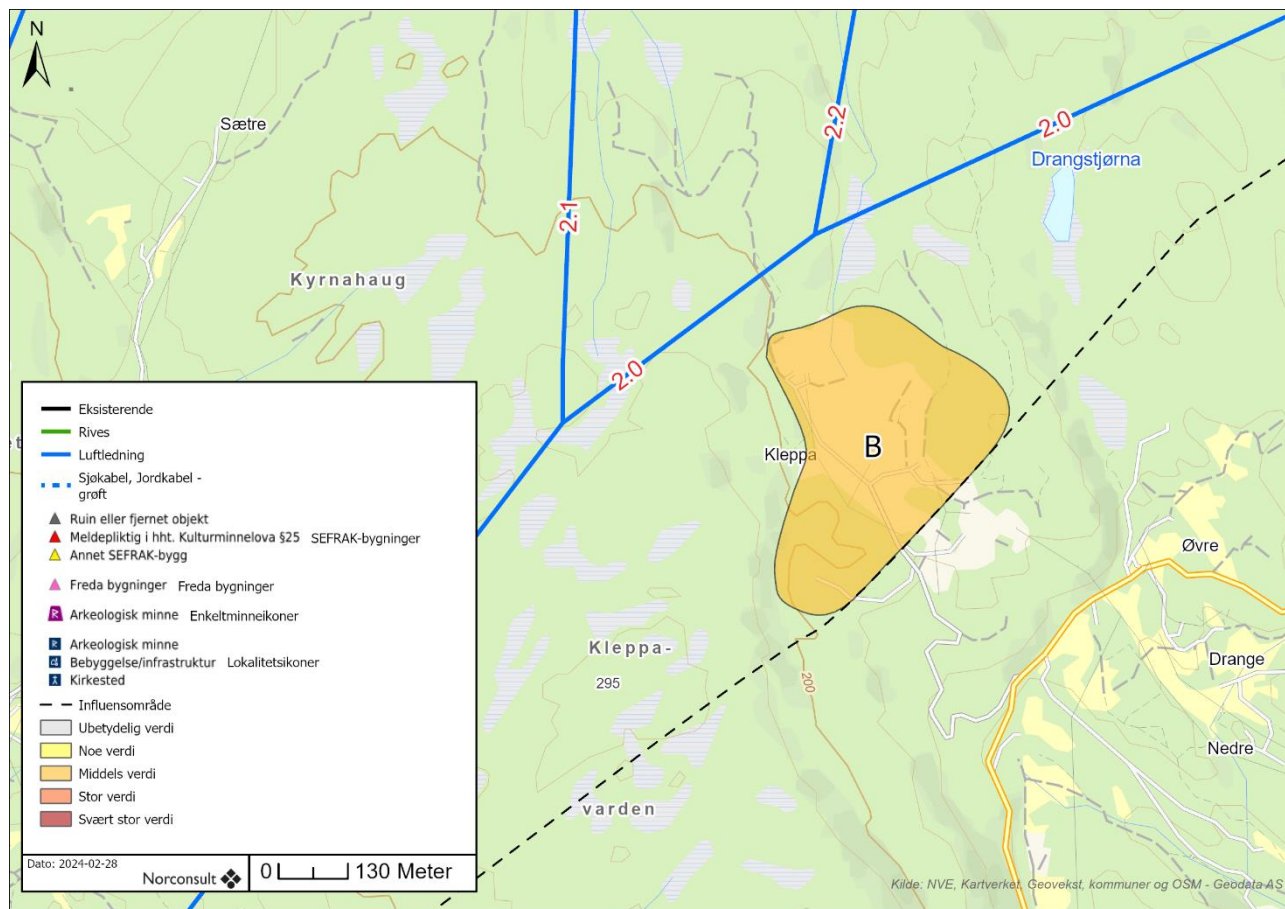 N
Sætre
2.2
2.0
Drangstjørna
2.1
Kyrnahaug
2.0
Kleppa
B
Øvre
Kleppa-
295
200
Drange
Nedre
varden
Eksisterende
Rives
Luftledning
Sjøkabel, Jordkabel -
grøft
Ruin eller fjernet objekt
Meldepliktig i hht. Kulturminnelova §25 SEFRAK-bygninger
Annet SEFRAK-bygg
Freda bygninger Freda bygninger
R Arkeologisk minne Enkeltminneikoner
R Arkeologisk minne
Bebyggelse/infrastruktur Lokalitetsikoner
Kirkested
Influensområde
Ubetydelig verdi
Noe verdi
Middels verdi
Stor verdi
Svært stor verdi
Dato: 2024-02-28
Norconsult
0 130 Meter
Kilde: NVE, Kartverket, Geovekst, kommuner og OSM - Geodata AS